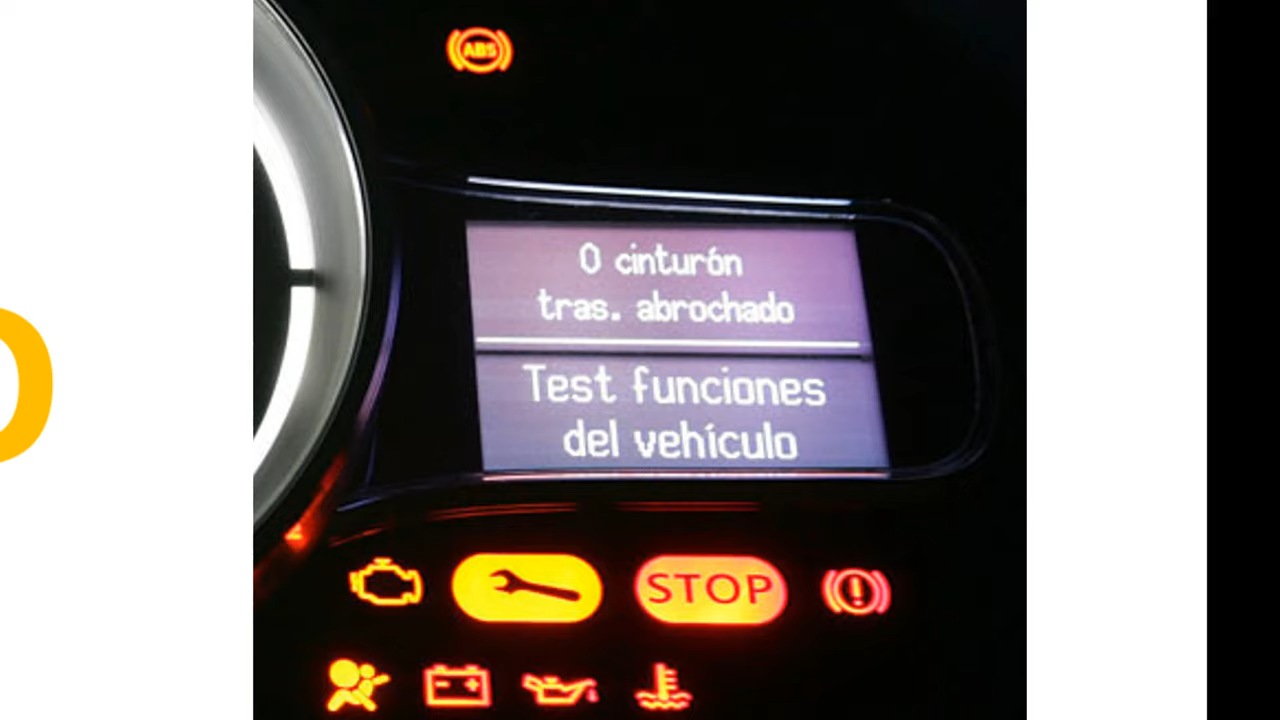 ABS
0 cinturón
tras. abrochado
Test funciones
del vehículo
STOP